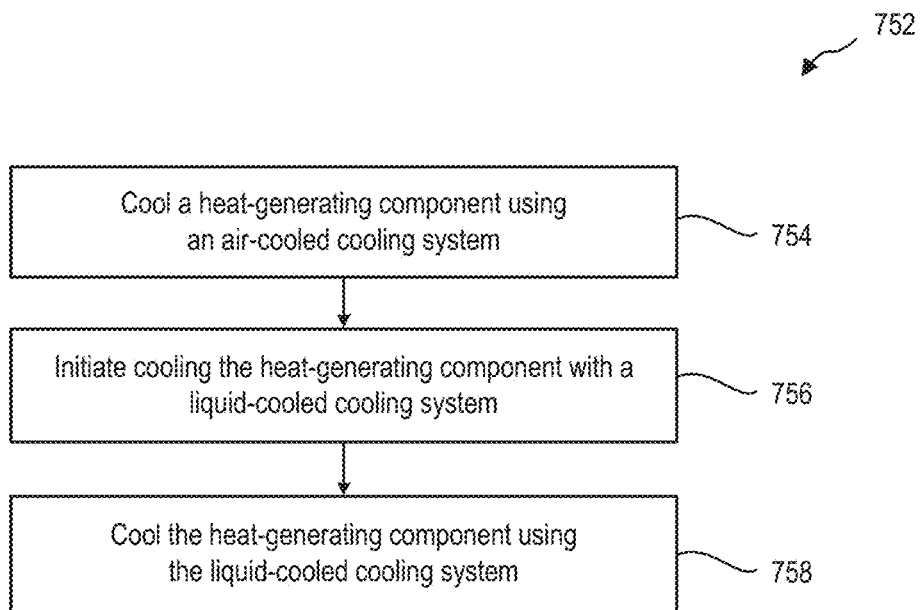 752
Cool a heat-generating component using
an air-cooled cooling system
754
Initiate cooling the heat-generating component with a
liquid-cooled cooling system
756
Cool the heat-generating component using
the liquid-cooled cooling system
758